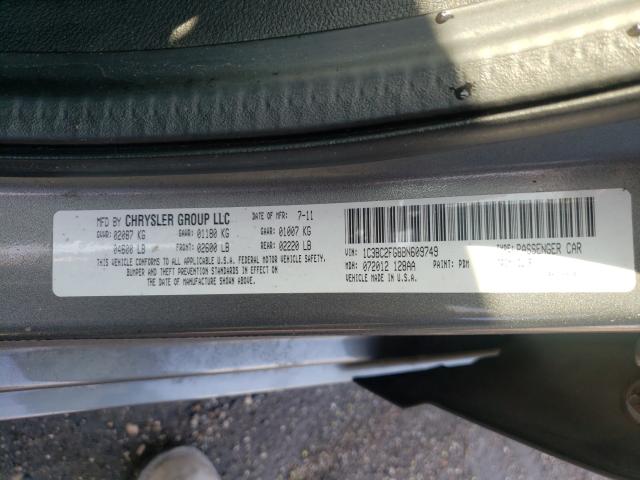 MFD BY CHRYSLER GROUP LLC DATE OF MFR: 7-11
GVWR: 02087 KG GAWR: 01180 KG GAWR: 01007 KG
04600 LB FRONT: 02600 LB REAR: 02220 LB
THIS VEHICLE CONFORMS TO ALL APPLICABLE U.S.A. FEDERAL MOTOR VEHICLE SAFETY,
BUMPER AND THEFT PREVENTION STANDARDS IN EFFECT ON
THE DATE OF MANUFACTURE SHOWN ABOVE.
VIN: 1C3BC2FG8BN609749 TYPE: PASSENGER CAR
MDH: 072012 128AA PAINT: PDM
VEHICLE MADE IN U.S.A.